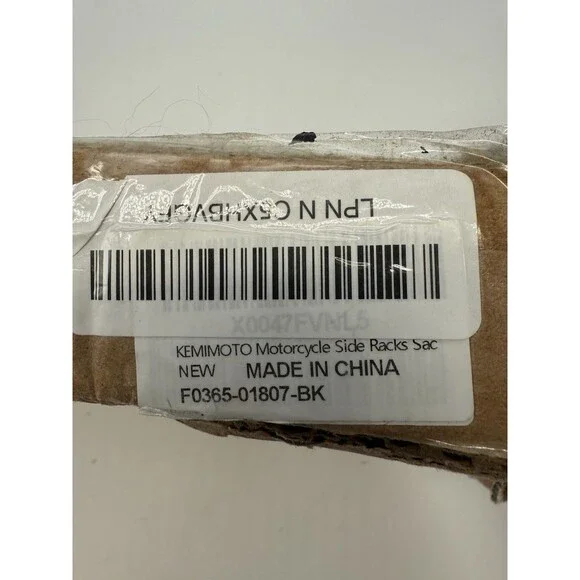 LPN N
X0047FVNL5
KEMIMOTO Motorcycle Side Racks Sac
NEW MADE IN CHINA
F0365-01807-BK